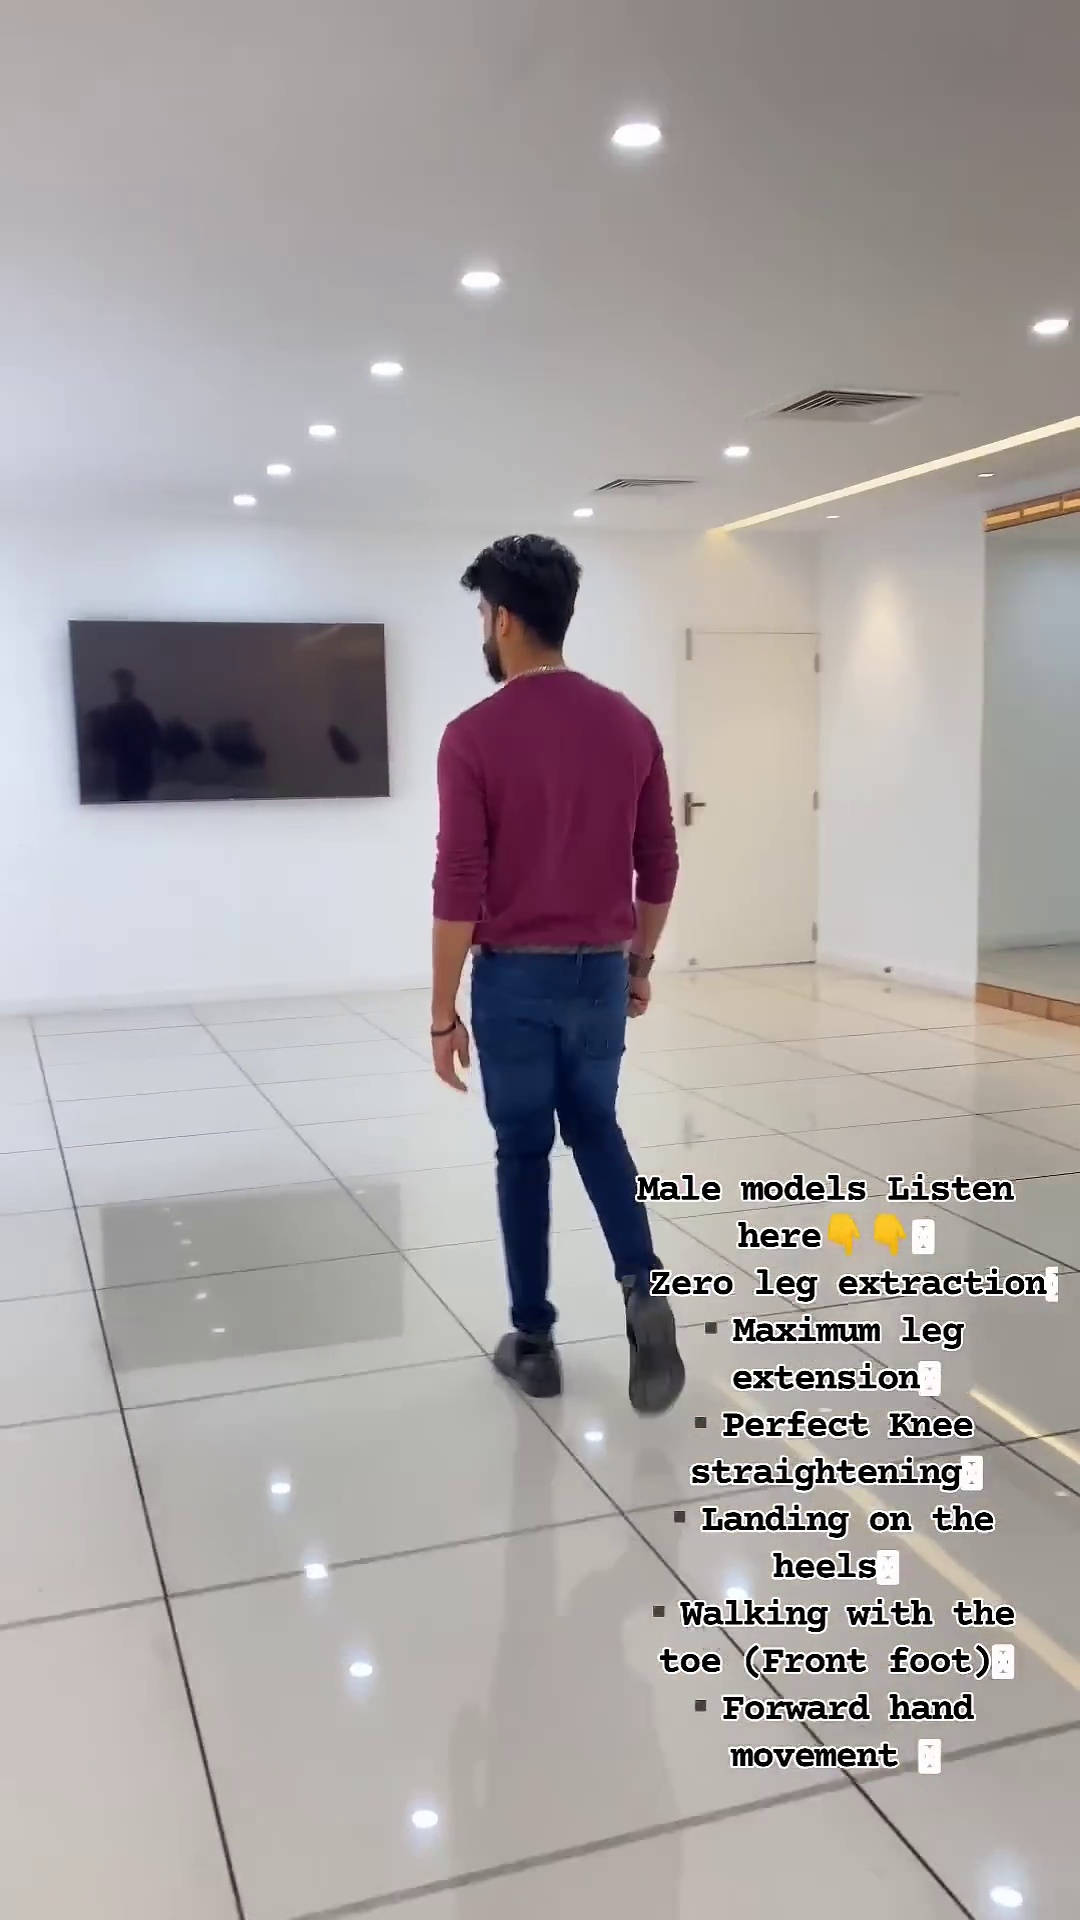 Male models Listen
here👇👇
Zero leg extraction
▪Maximum leg
extension
▪Perfect Knee
straightening
▪Landing on the
heels
▪Walking with the
toe (Front foot)
▪Forward hand
movement